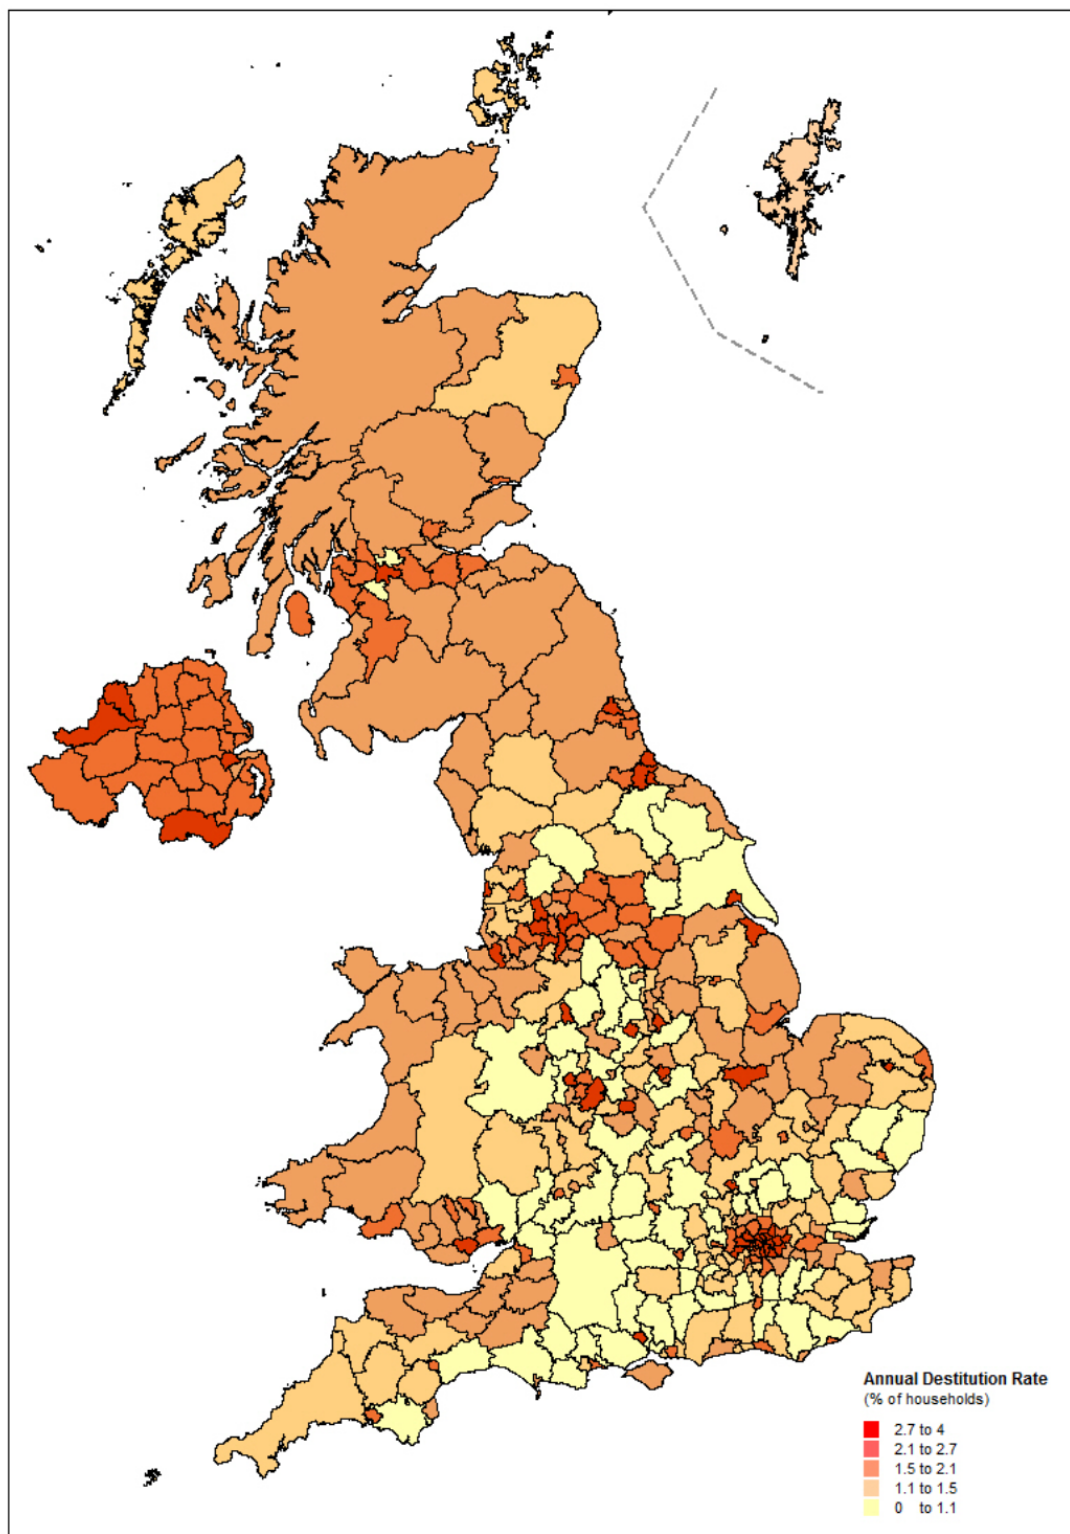 Annual Destitution Rate
(% of households)
2.7 to 4
2.1 to 2.7
1.5 to 2.1
1.1 to 1.5
0 to 1.1